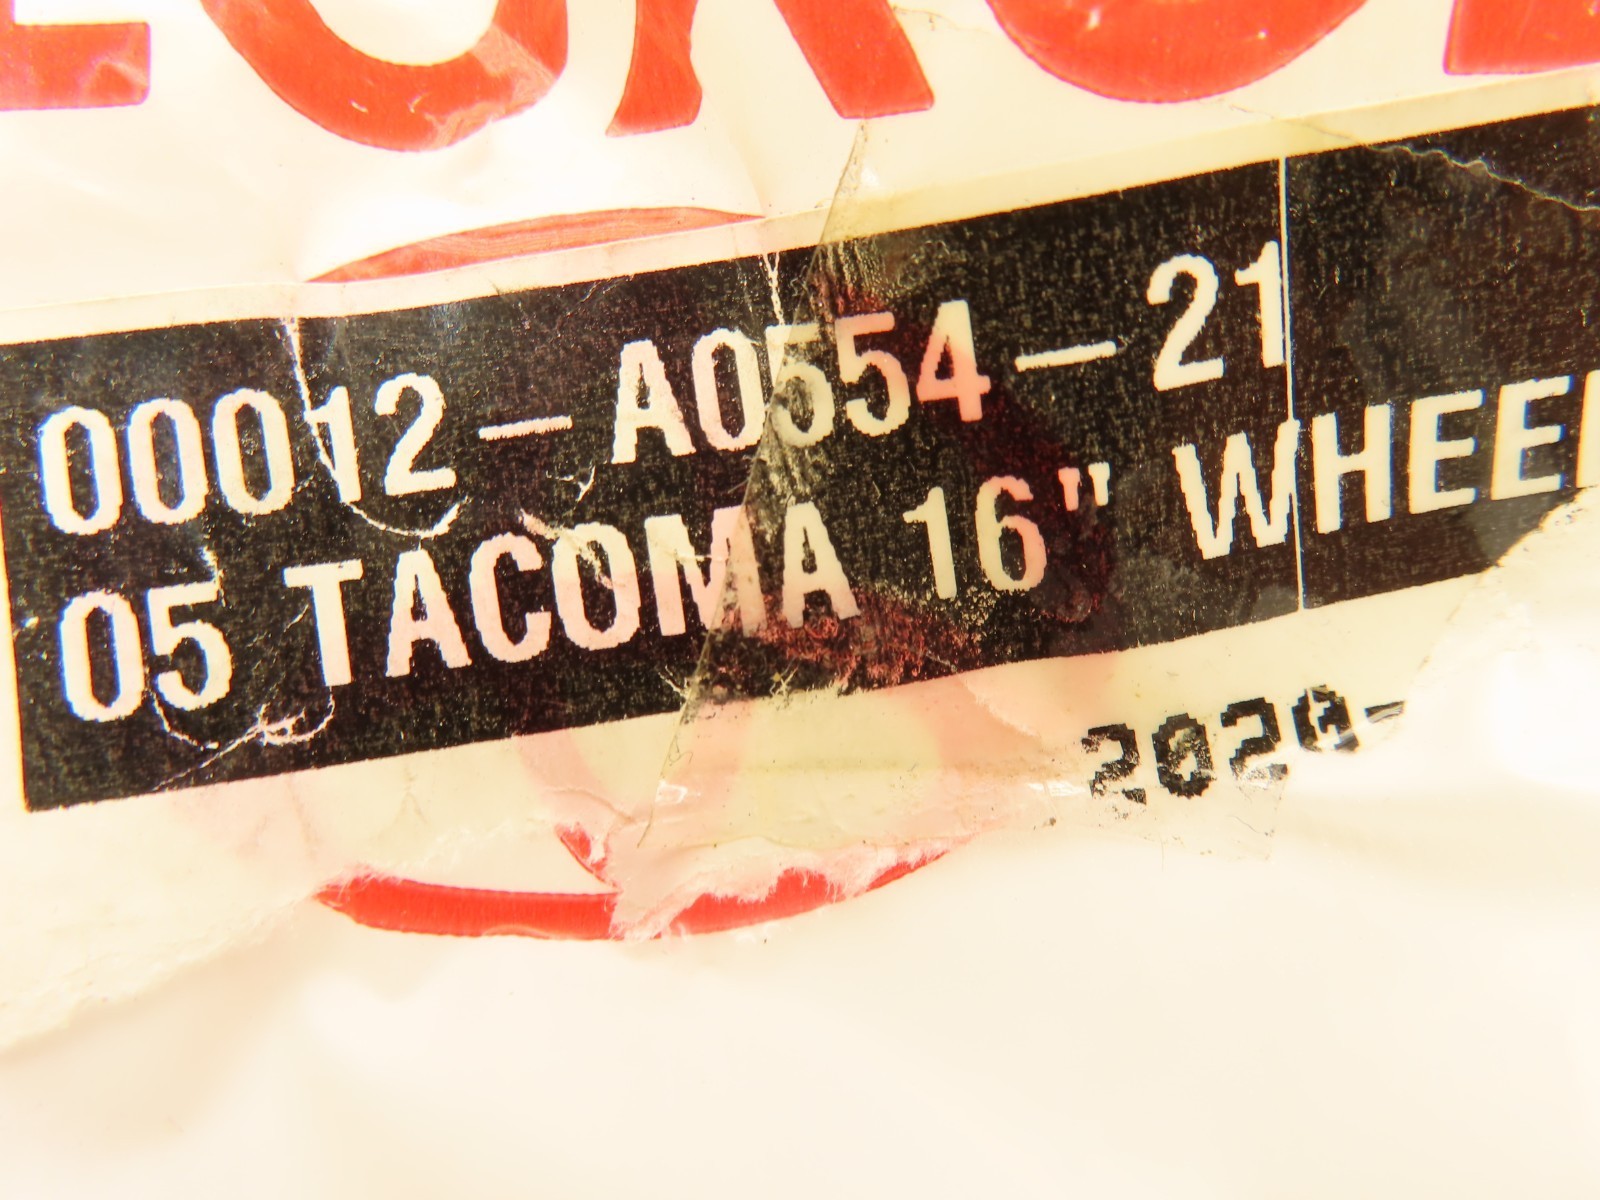 00012-A0554-21
05 TACOMA 16" WHEEL
2020-